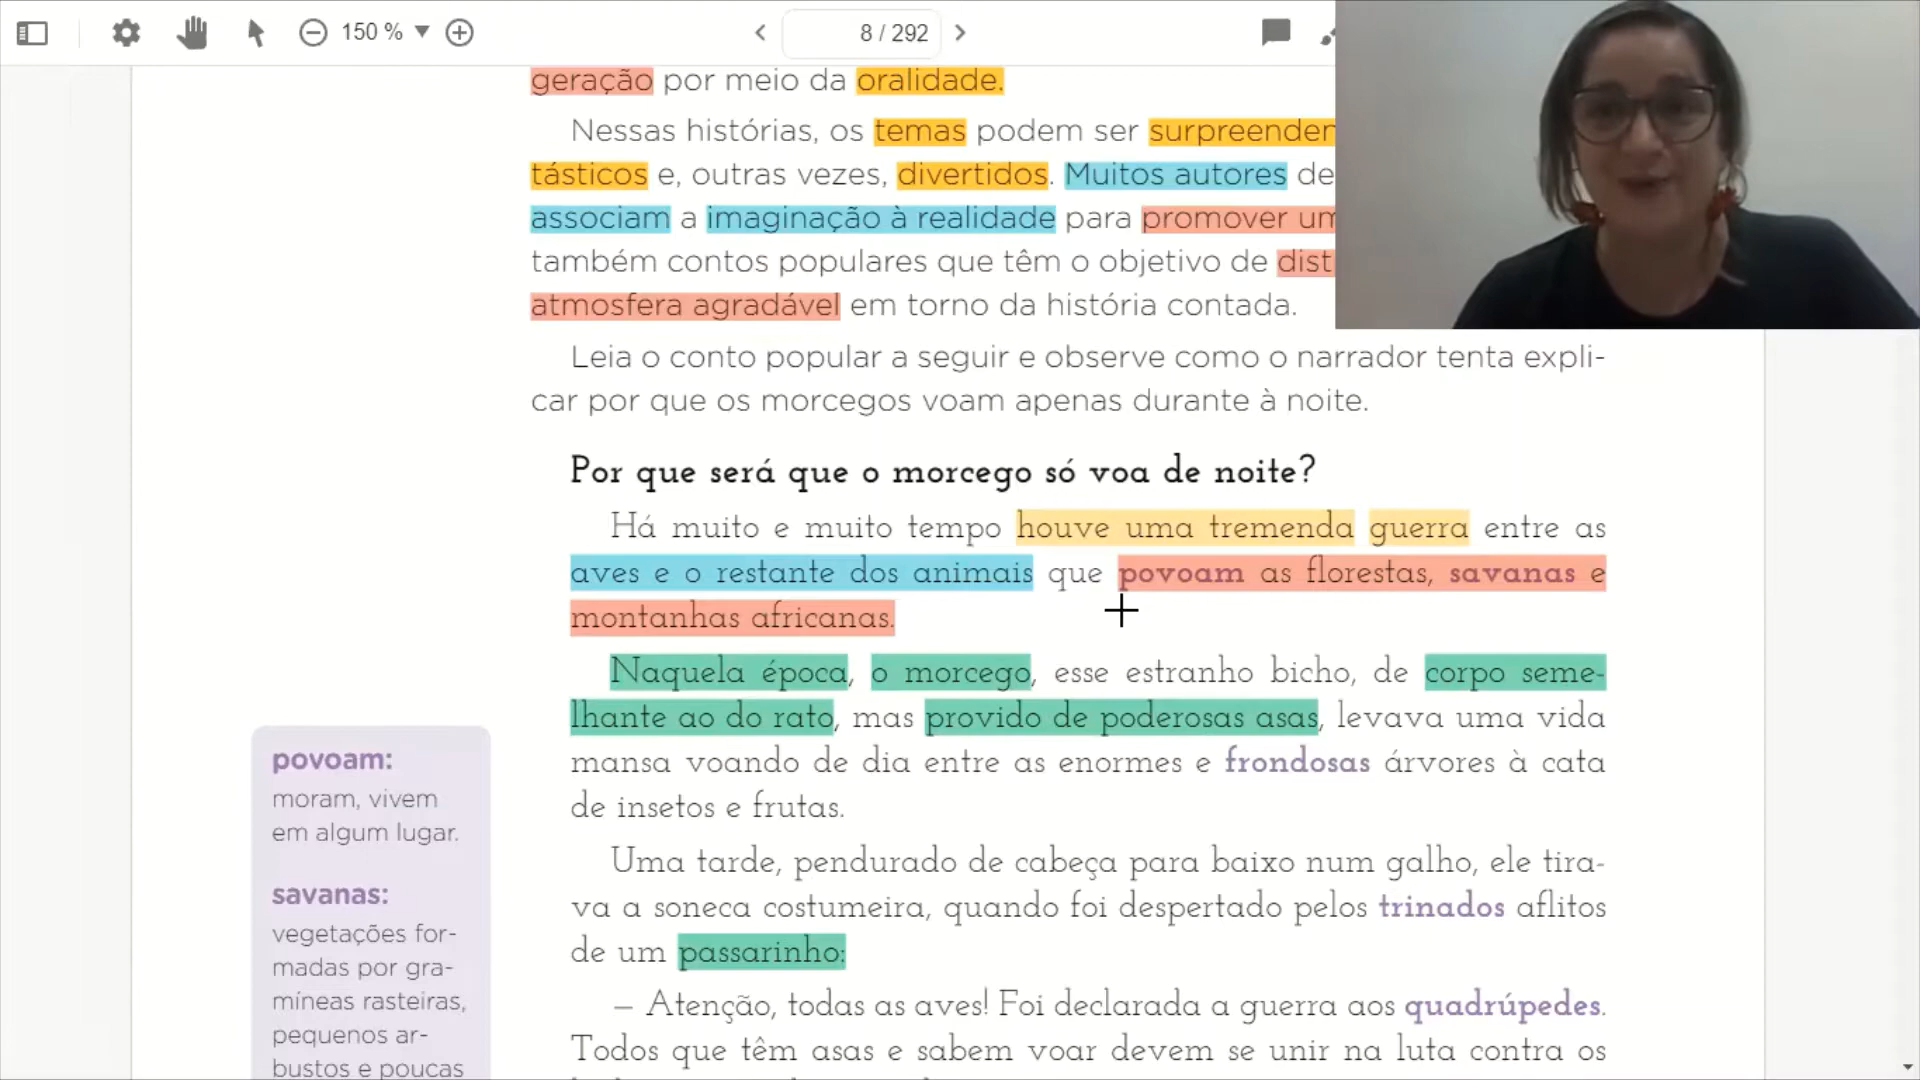 150 %
8 / 292
geração por meio da oralidade.
Nessas histórias, os temas podem ser
tásticos e, outras vezes, divertidos. Muitos autores de
associam a imaginação à realidade para promover
também contos populares que têm o objetivo de
atmosfera agradável em torno da história contada.
Leia o conto popular a seguir e observe como o narrador tenta expli-
car por que os morcegos voam apenas durante à noite.
Por que será que o morcego só voa de noite?
Há muito e muito tempo houve uma tremenda guerra entre as
aves e o restante dos animais que povoam as florestas, savanas e
montanhas africanas.
Naquela época, o morcego, esse estranho bicho, de corpo seme-
lhante ao do rato, mas provido de poderosas asas, levava uma vida
mansa voando de dia entre as enormes e frondosas árvores à cata
de insetos e frutas.
Uma tarde, pendurado de cabeça para baixo num galho, ele tira-
va a soneca costumeira, quando foi despertado pelos trinados aflitos
de um passarinho:
– Atenção, todas as aves! Foi declarada a guerra aos quadrúpedes.
Todos que têm asas e sabem voar devem se unir na luta contra os
povoam:
moram, vivem
em algum lugar.
savanas:
vegetações for-
madas por gra-
míneas rasteiras,
pequenos ar-
bustos e poucas